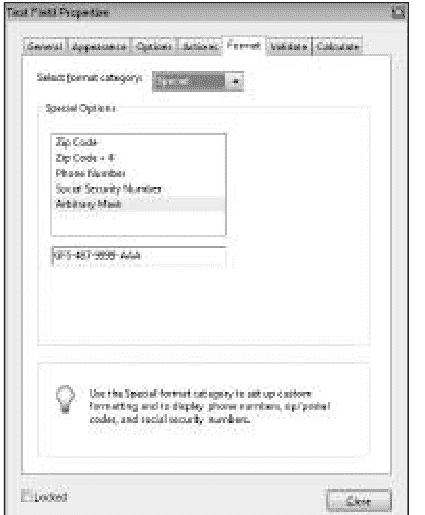 Text Field Properties
General Appearance Options Actions Format Validate Calculate
Select format category: Special
Special Options
Zip Code
Zip Code + 4
Phone Number
Social Security Number
Arbitrary Mask
Use the Special format category to set up custom
formatting and to display phone numbers, zip/postal
codes, and social security numbers.
Locked
Close